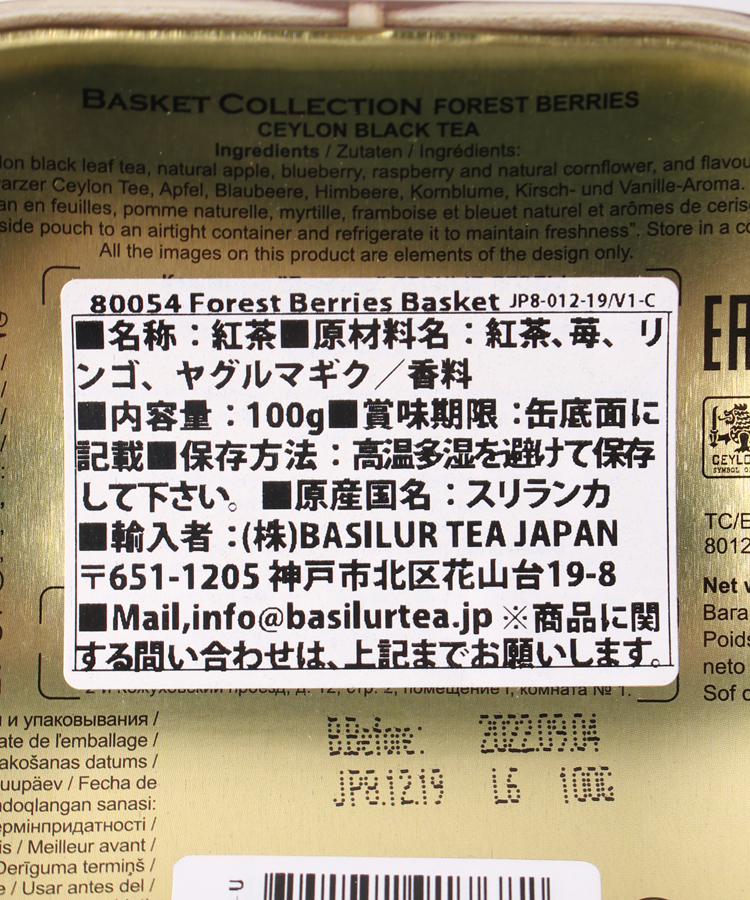 BASKET COLLECTION FOREST BERRIES
CEYLON BLACK TEA
Ingredients / Zutaten / Ingrédients:
black leaf tea, natural apple, blueberry, raspberry and natural cornflower, and
Ceylon Tee, Apfel, Blaubeere, Himbeere, Kornblume, Kirsch- und Vanille-Aroma.
en feuilles, pomme naturelle, myrtille, framboise et bleuet naturel et arômes de
pouch to an airtight container and refrigerate it to maintain freshness". Store in a
All the images on this product are elements of the design only.
80054 Forest Berries Basket JP8-012-19/V1-C
■名称：紅茶■原材料名：紅茶、苺、リ
ンゴ、ヤグルマギク／香料
■内容量：100g■賞味期限：缶底面に
記載■保存方法：高温多湿を避けて保存
して下さい。■原産国名：スリランカ
■輸入者：(株)BASILUR TEA JAPAN
〒651-1205 神戸市北区花山台19-8
■Mail,info@basilurtea.jp ※商品に関
する問い合わせは、上記までお願いします。
TC/E
8012
Net
Вага
Poids
neto
Sof
B.Before: 2022.09.04
JP8.12.19 L6 100G
и упаковывания /
de l'emballage /
datums /
/ Fecha de
sanasi:
/
/ Meilleur avant /
Derīguma termiņš /
/ Usar antes del /